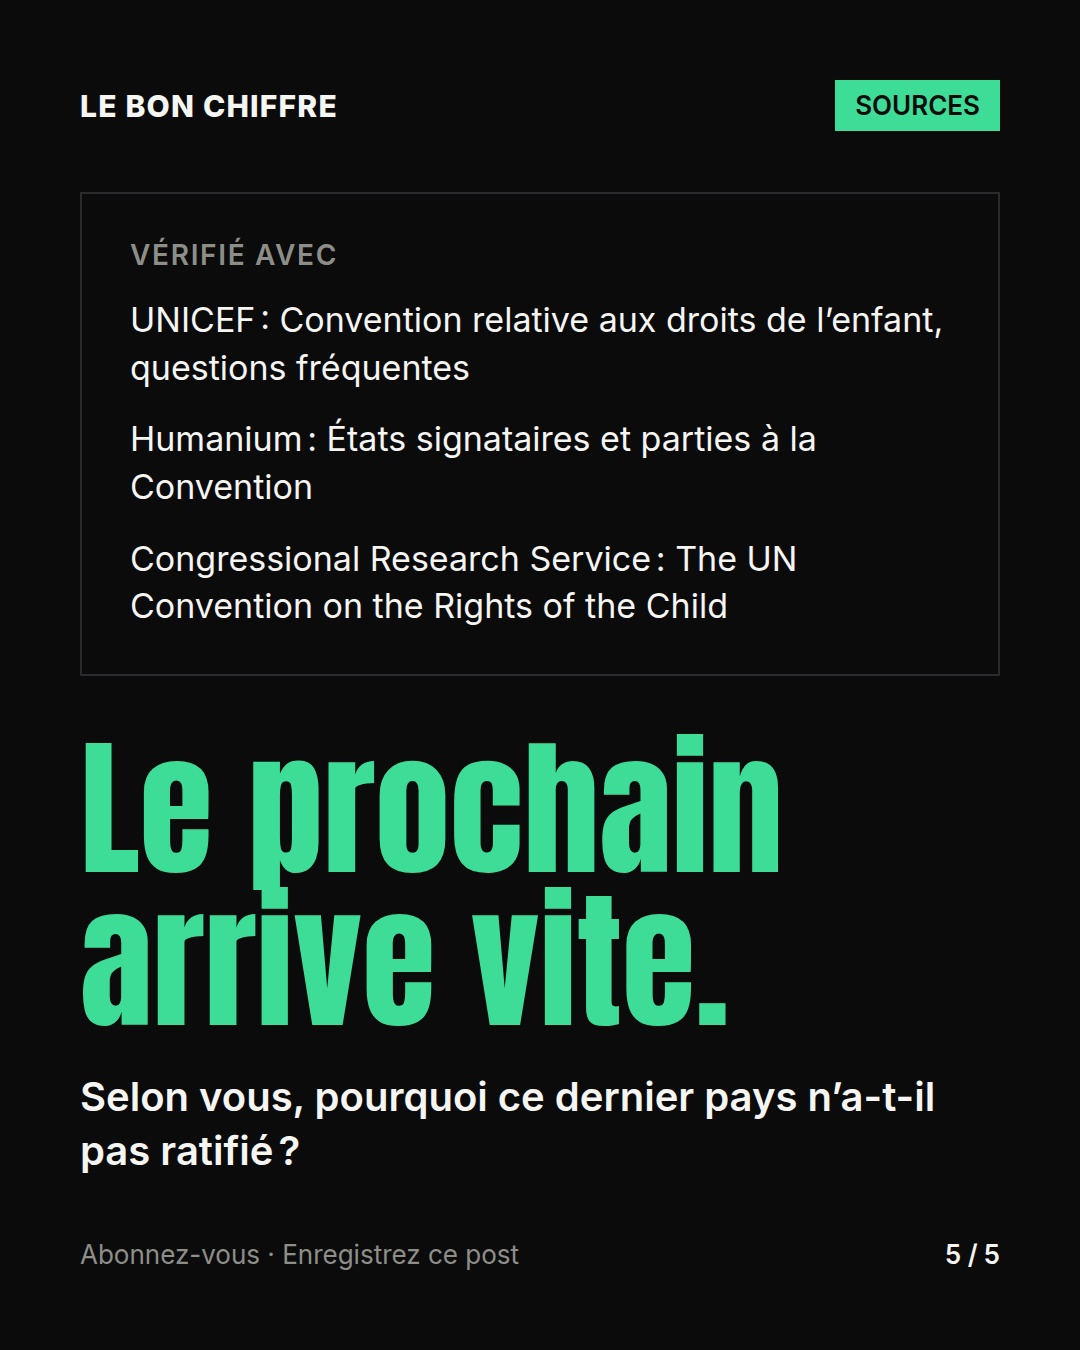 LE BON CHIFFRE
SOURCES
VÉRIFIÉ AVEC
UNICEF : Convention relative aux droits de l’enfant,
questions fréquentes
Humanium : États signataires et parties à la
Convention
Congressional Research Service : The UN
Convention on the Rights of the Child
Le prochain
arrive vite.
Selon vous, pourquoi ce dernier pays n’a-t-il
pas ratifié ?
Abonnez-vous · Enregistrez ce post
5 / 5